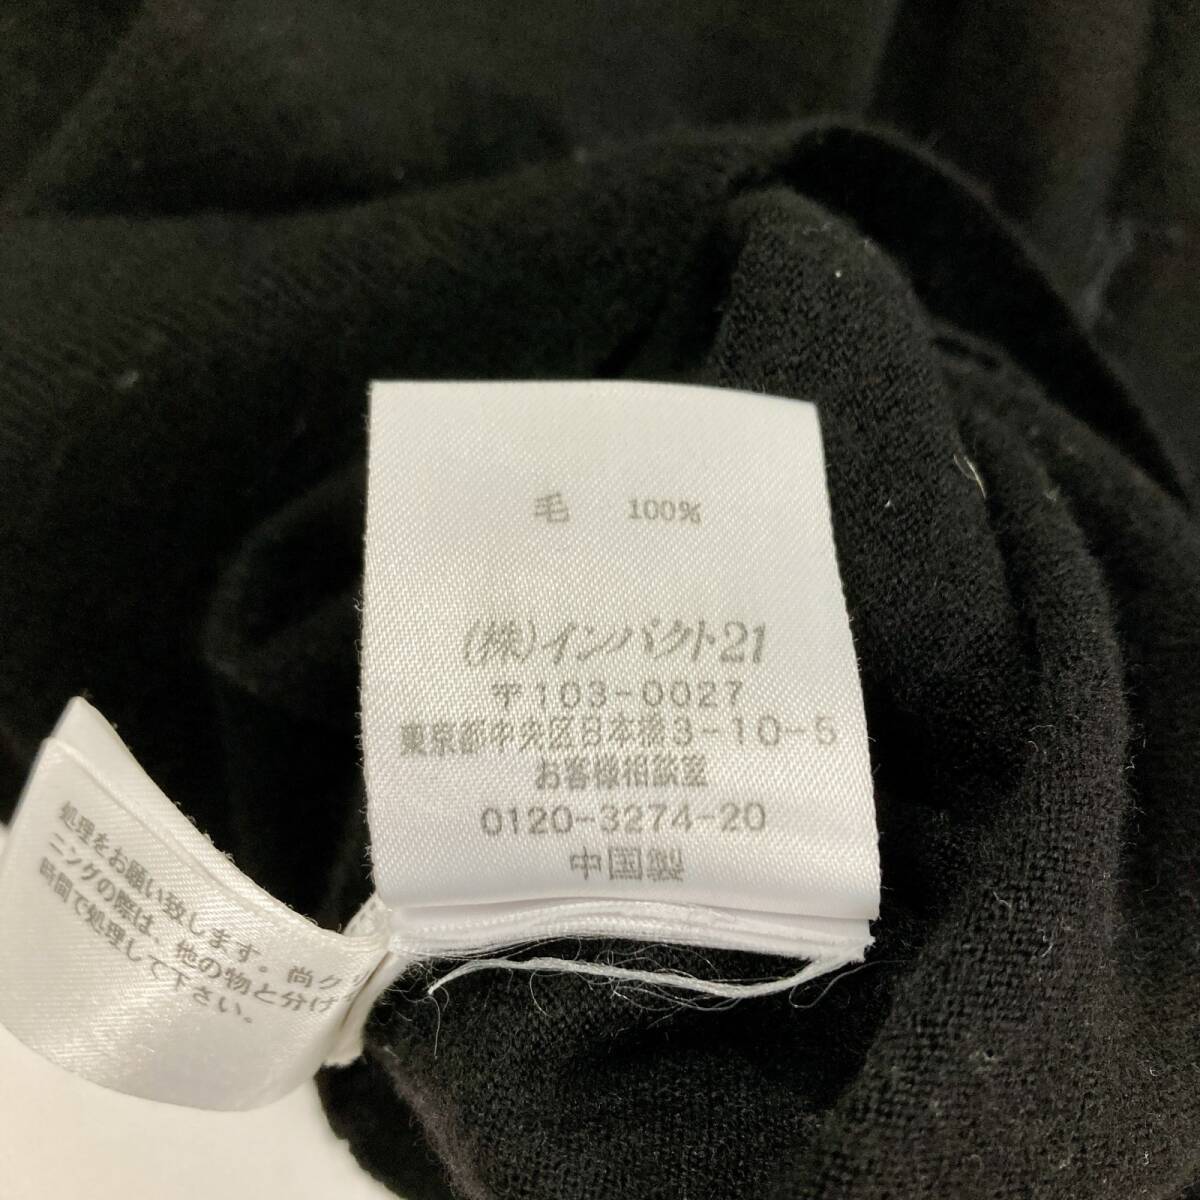 毛 100%
(株)インパクト21
〒103-0027
東京都中央区日本橋3-10-5
お客様相談室
0120-3274-20
中国製
処理をお願い致します。尚クリ
ニングの際は、他の物と分け
時間で処理して下さい。